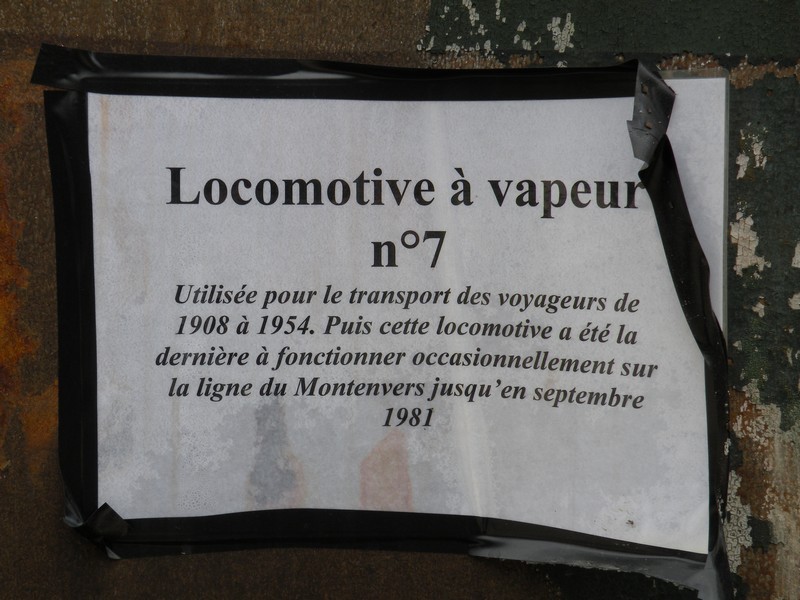 Locomotive à vapeur
n°7
Utilisée pour le transport des voyageurs de
1908 à 1954. Puis cette locomotive a été la
dernière à fonctionner occasionnellement sur
la ligne du Montenvers jusqu'en septembre
1981